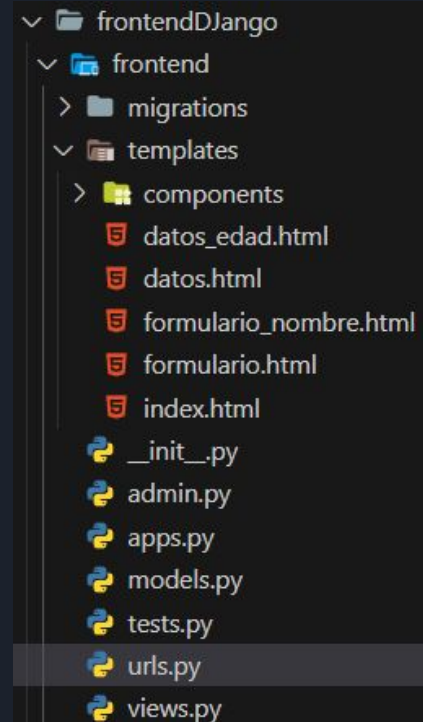 frontendDJango
frontend
migrations
templates
components
datos_edad.html
datos.html
formulario_nombre.html
formulario.html
index.html
__init__.py
admin.py
apps.py
models.py
tests.py
urls.py
views.py